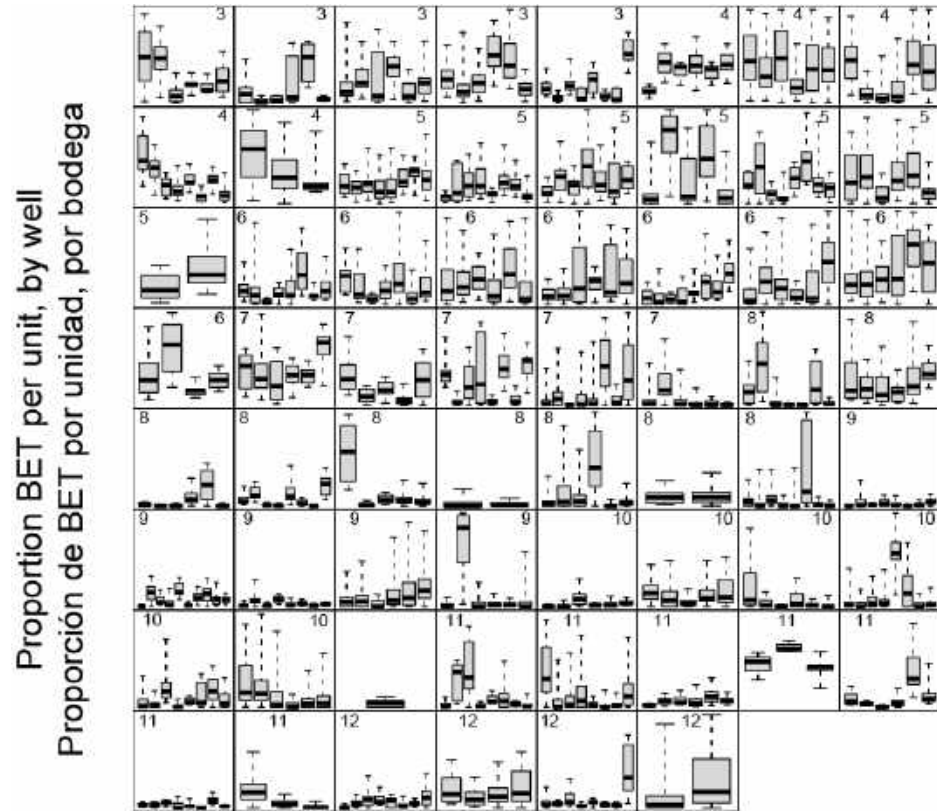 Proportion BET per unit, by well
Proporción de BET por unidad, por bodega
3 3 5 3 3 4 4 4
4 4 5 5 5 5 5 5
5 6 6 6 6 6 6 6
6 7 7 7 7 7 8 8
8 8 8 8 8 8 8 9
9 9 9 9 10 10 10 10
10 10 11 11 11 11 11
11 11 12 12 12 12